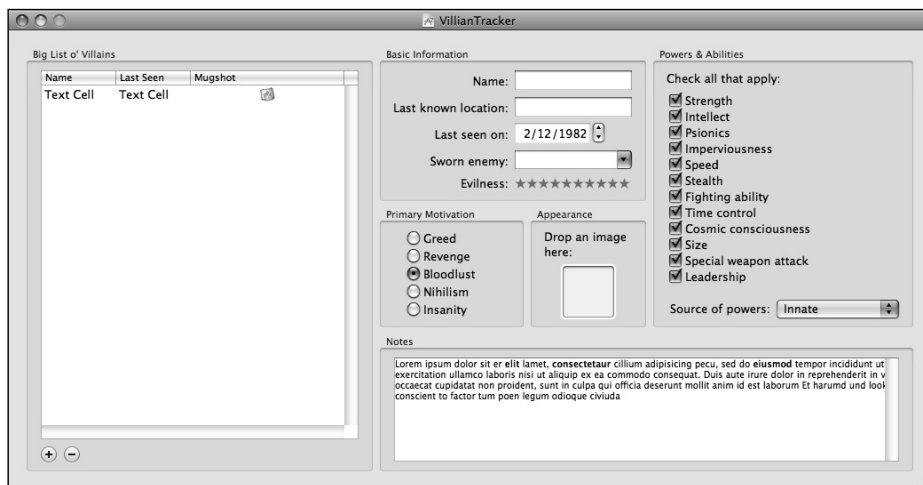 VillianTracker
Big List o' Villains
Name Last Seen Mugshot
Text Cell Text Cell
Basic Information
Name:
Last known location:
Last seen on: 2/12/1982
Sworn enemy:
Evilness: ★★★★★★★★★★
Primary Motivation
Greed
Revenge
Bloodlust
Nihilism
Insanity
Appearance
Drop an image
here:
Powers & Abilities
Check all that apply:
Strength
Intellect
Psionics
Imperviousness
Speed
Stealth
Fighting ability
Time control
Cosmic consciousness
Size
Special weapon attack
Leadership
Source of powers: Innate
Notes
Lorem ipsum dolor sit er elit lamet, consectetaur cillium adipisicing pecu, sed do eiusmod tempor incididunt ut
exercitation ullamco laboris nisi ut aliquip ex ea commodo consequat. Duis aute irure dolor in reprehenderit in v
occaecat cupidatat non proident, sunt in culpa qui officia deserunt mollit anim id est laborum Et harumd und look
conscient to factor tum poen legum odioque civiuda